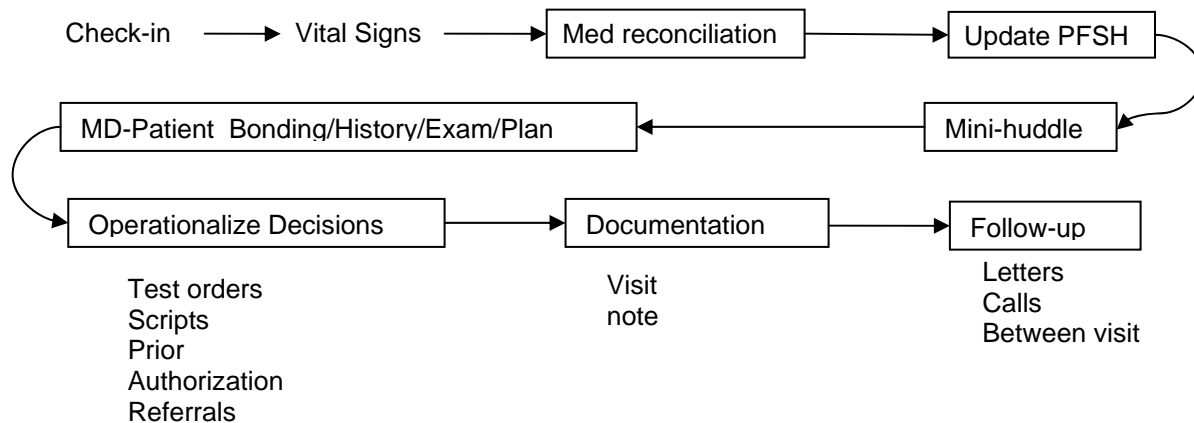 Check-in Vital Signs Med reconciliation Update PFSH
MD-Patient Bonding/History/Exam/Plan Mini-huddle
Operationalize Decisions Documentation Follow-up
Test orders
Scripts
Prior
Authorization
Referrals
Visit
note
Letters
Calls
Between visit